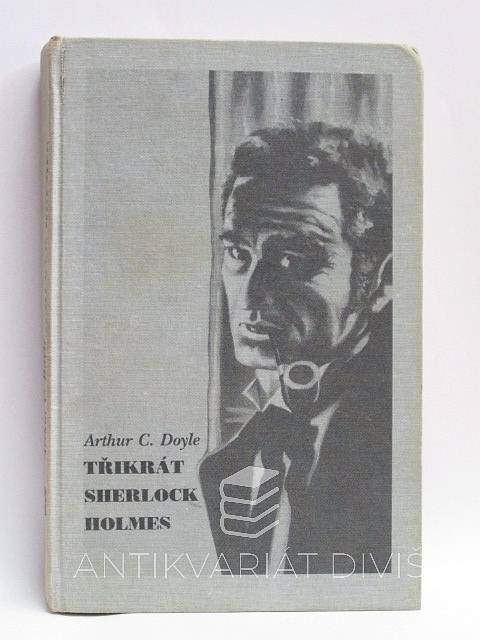 Arthur C. Doyle
TŘIKRÁT
SHERLOCK
HOLMES
ANTIKVARIÁT DIVIŠ